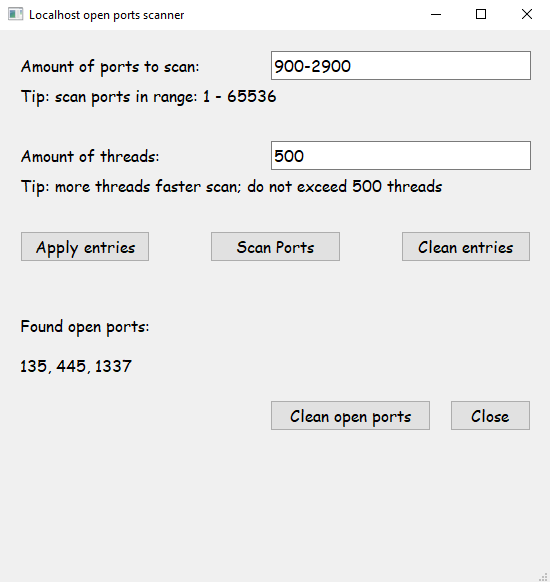 Localhost open ports scanner
Amount of ports to scan: 900-2900
Tip: scan ports in range: 1 - 65536
Amount of threads: 500
Tip: more threads faster scan; do not exceed 500 threads
Apply entries Scan Ports Clean entries
Found open ports:
135, 445, 1337
Clean open ports Close